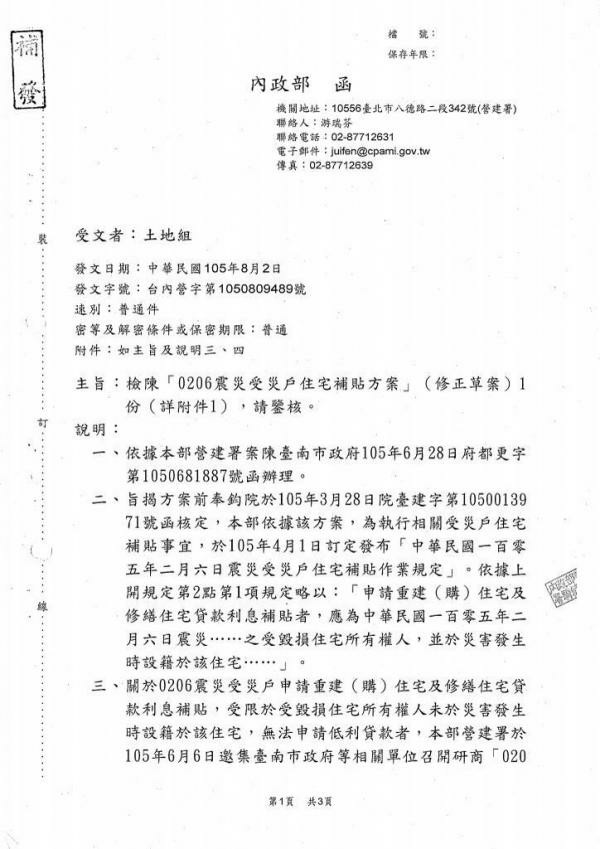 補發
檔　　號：
保存年限：
內政部　函
機關地址：10556臺北市八德路二段342號(營建署)
聯絡人：游瑞芬
聯絡電話：02-87712631
電子郵件：juifen@cpami.gov.tw
傳真：02-87712639
受文者：土地組
發文日期：中華民國105年8月2日
發文字號：台內營字第1050809489號
速別：普通件
密等及解密條件或保密期限：普通
附件：如主旨及說明三、四
主旨：檢陳「0206震災受災戶住宅補貼方案」（修正草案）1
份（詳附件1），請鑒核。
說明：
一、依據本部營建署案陳臺南市政府105年6月28日府都更字
第1050681887號函辦理。
二、旨揭方案前奉鈞院於105年3月28日院臺建字第10500139
71號函核定，本部依據該方案，為執行相關受災戶住宅
補貼事宜，於105年4月1日訂定發布「中華民國一百零
五年二月六日震災受災戶住宅補貼作業規定」。依據上
開規定第2點第1項規定略以：「申請重建（購）住宅及
修繕住宅貸款利息補貼者，應為中華民國一百零五年二
月六日震災……之受毀損住宅所有權人，並於災害發生
時設籍於該住宅……」。
三、關於0206震災受災戶申請重建（購）住宅及修繕住宅貸
款利息補貼，受限於受毀損住宅所有權人未於災害發生
時設籍於該住宅，無法申請低利貸款者，本部營建署於
105年6月6日邀集臺南市政府等相關單位召開研商「020
裝
訂
線
第1頁　共3頁